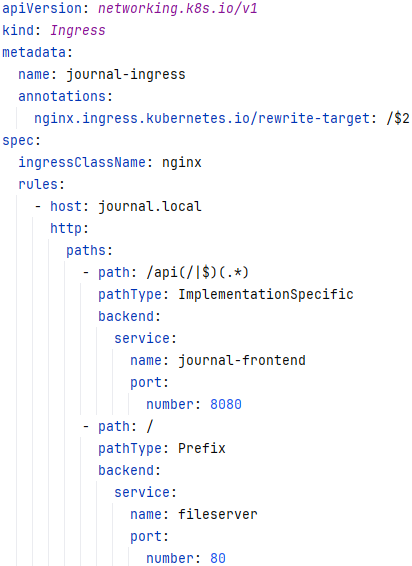 apiVersion: networking.k8s.io/v1
kind: Ingress
metadata:
  name: journal-ingress
  annotations:
    nginx.ingress.kubernetes.io/rewrite-target: /$2
spec:
  ingressClassName: nginx
  rules:
    - host: journal.local
      http:
        paths:
          - path: /api(/|$)(.*)
            pathType: ImplementationSpecific
            backend:
              service:
                name: journal-frontend
                port:
                  number: 8080
          - path: /
            pathType: Prefix
            backend:
              service:
                name: fileserver
                port:
                  number: 80